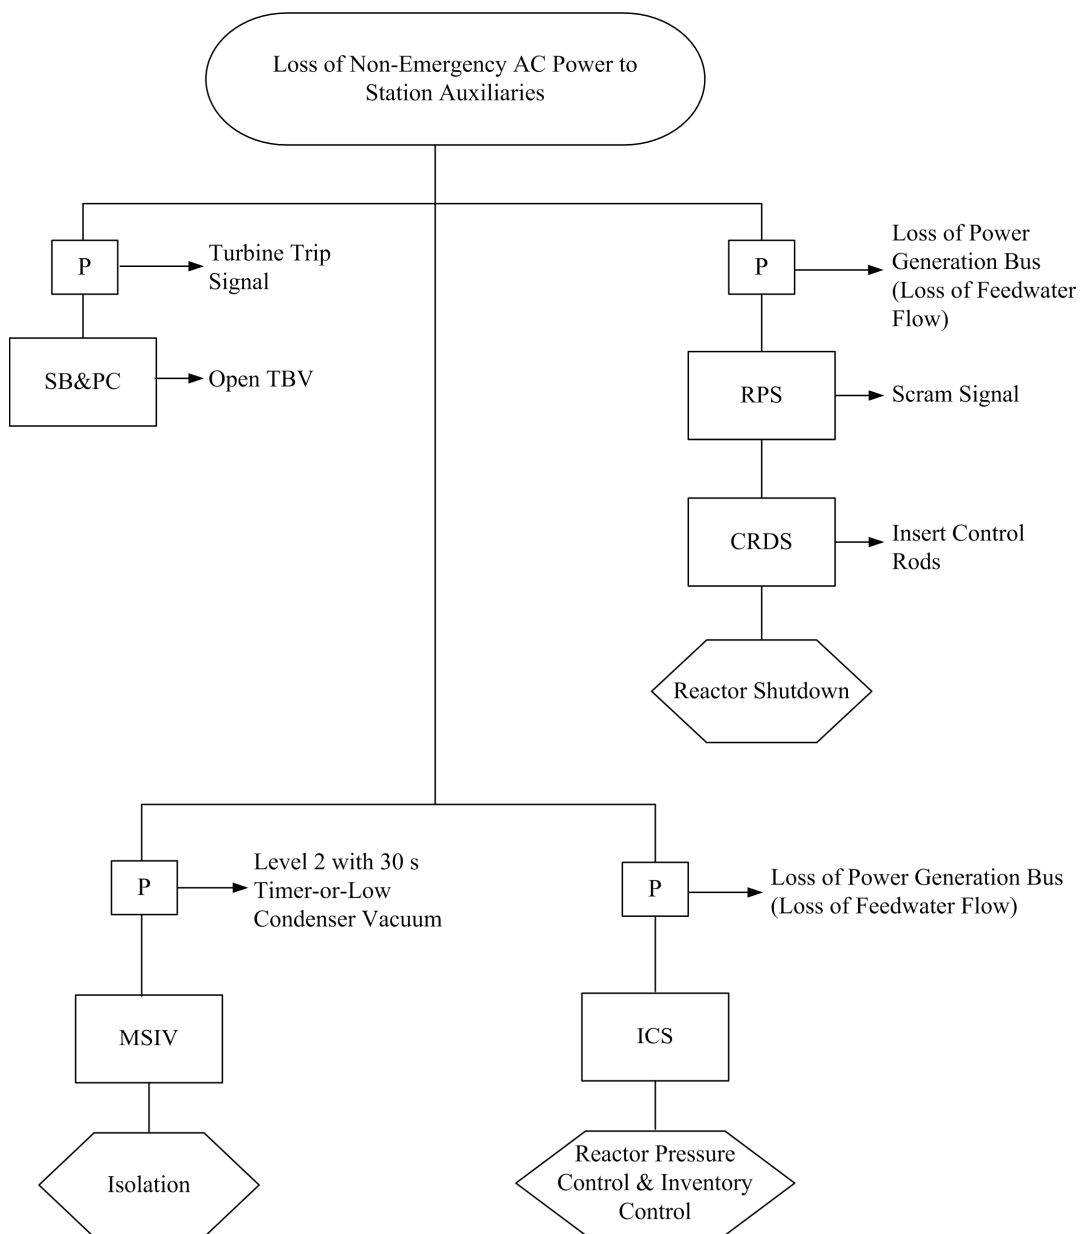 Loss of Non-Emergency AC Power to
Station Auxiliaries
P
Turbine Trip
Signal
SB&PC
Open TBV
P
Loss of Power
Generation Bus
(Loss of Feedwater
Flow)
RPS
Scram Signal
CRDS
Insert Control
Rods
Reactor Shutdown
P
Level 2 with 30 s
Timer-or-Low
Condenser Vacuum
MSIV
Isolation
P
Loss of Power Generation Bus
(Loss of Feedwater Flow)
ICS
Reactor Pressure
Control & Inventory
Control